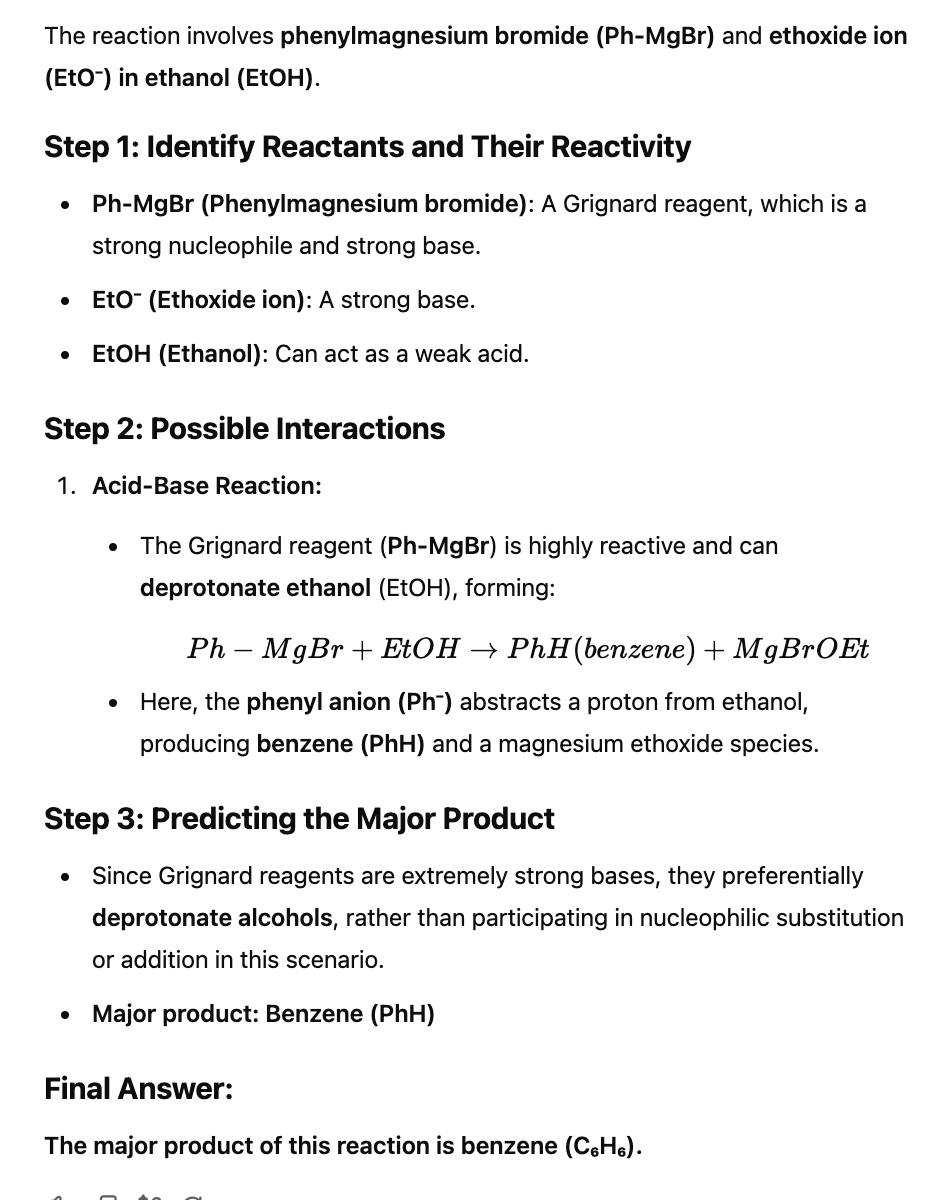 The reaction involves phenylmagnesium bromide (Ph-MgBr) and ethoxide ion
(EtO⁻) in ethanol (EtOH).
Step 1: Identify Reactants and Their Reactivity
• Ph-MgBr (Phenylmagnesium bromide): A Grignard reagent, which is a
strong nucleophile and strong base.
• EtO⁻ (Ethoxide ion): A strong base.
• EtOH (Ethanol): Can act as a weak acid.
Step 2: Possible Interactions
1. Acid-Base Reaction:
• The Grignard reagent (Ph-MgBr) is highly reactive and can
deprotonate ethanol (EtOH), forming:
Ph − MgBr + EtOH → PhH(benzene) + MgBrOEt
• Here, the phenyl anion (Ph⁻) abstracts a proton from ethanol,
producing benzene (PhH) and a magnesium ethoxide species.
Step 3: Predicting the Major Product
• Since Grignard reagents are extremely strong bases, they preferentially
deprotonate alcohols, rather than participating in nucleophilic substitution
or addition in this scenario.
• Major product: Benzene (PhH)
Final Answer:
The major product of this reaction is benzene (C₆H₆).